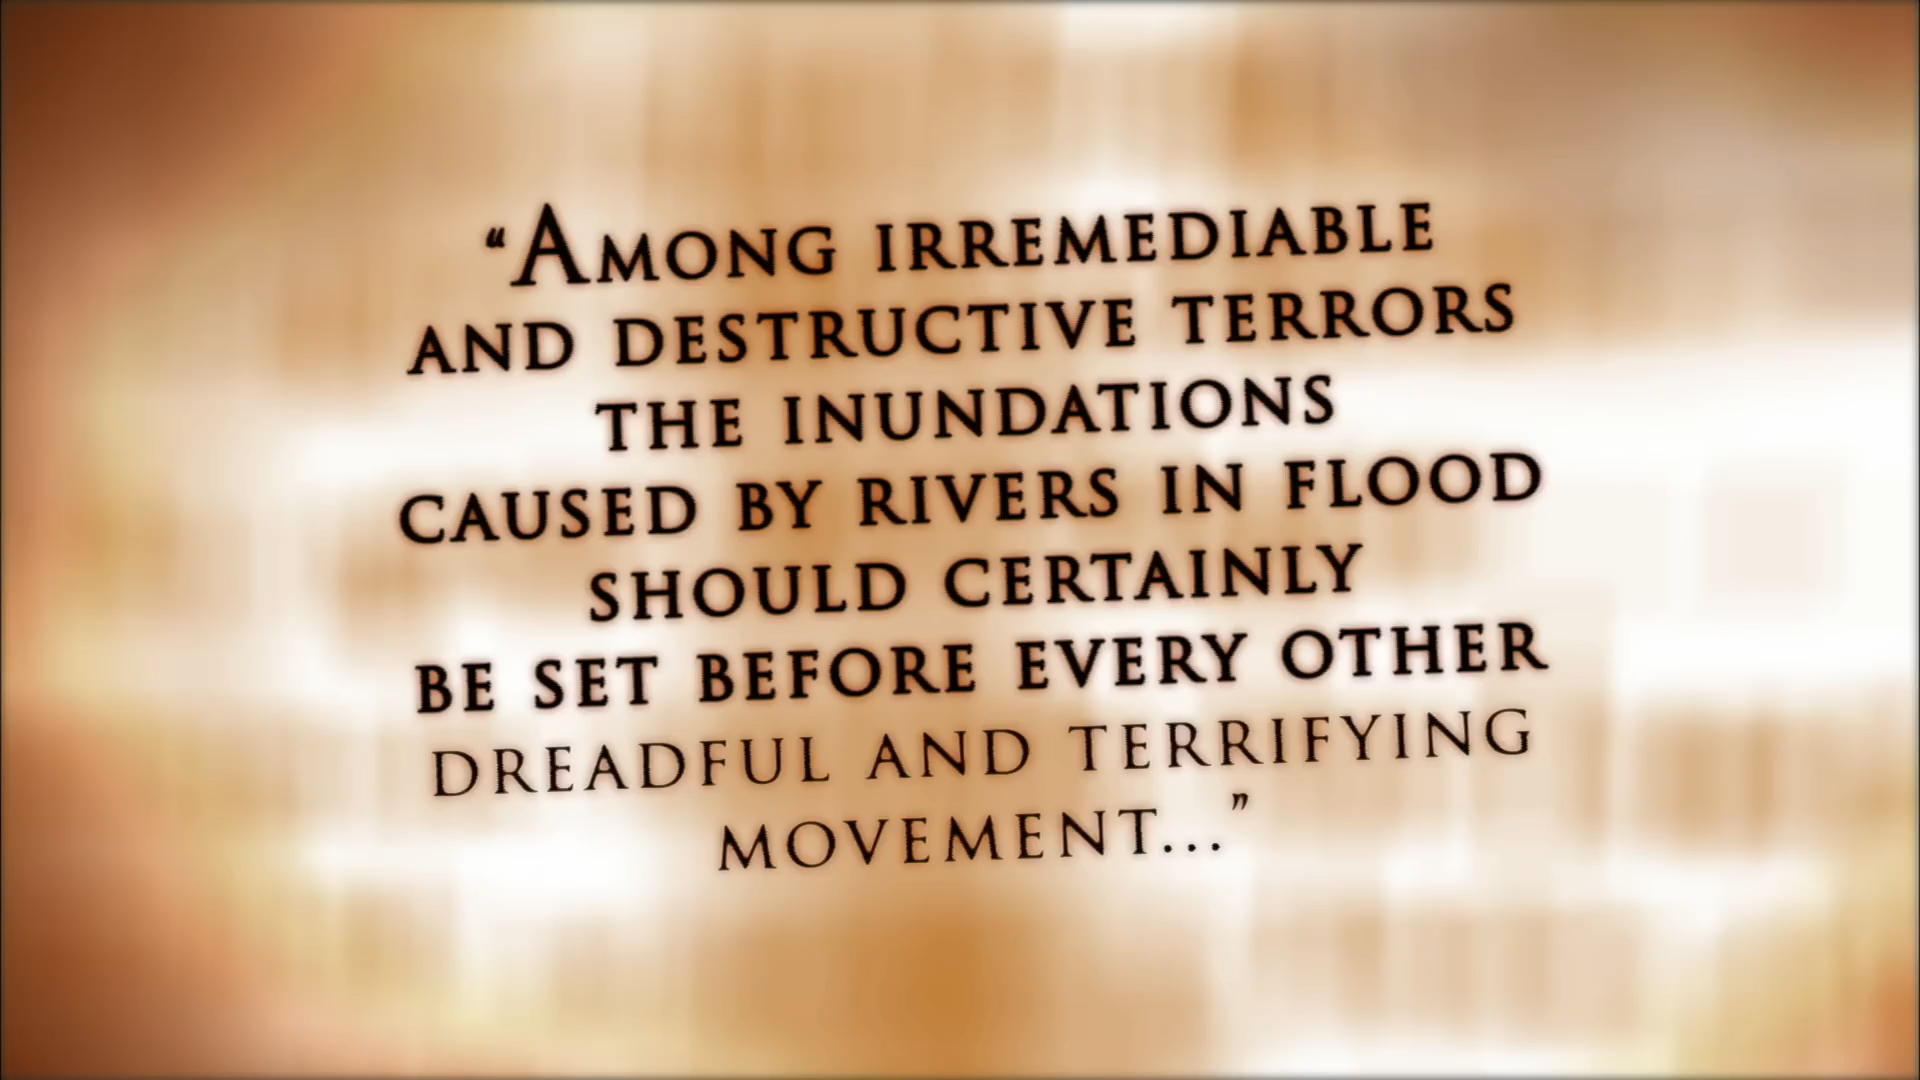 “Among irremediable
and destructive terrors
the inundations
caused by rivers in flood
should certainly
be set before every other
dreadful and terrifying
movement...”